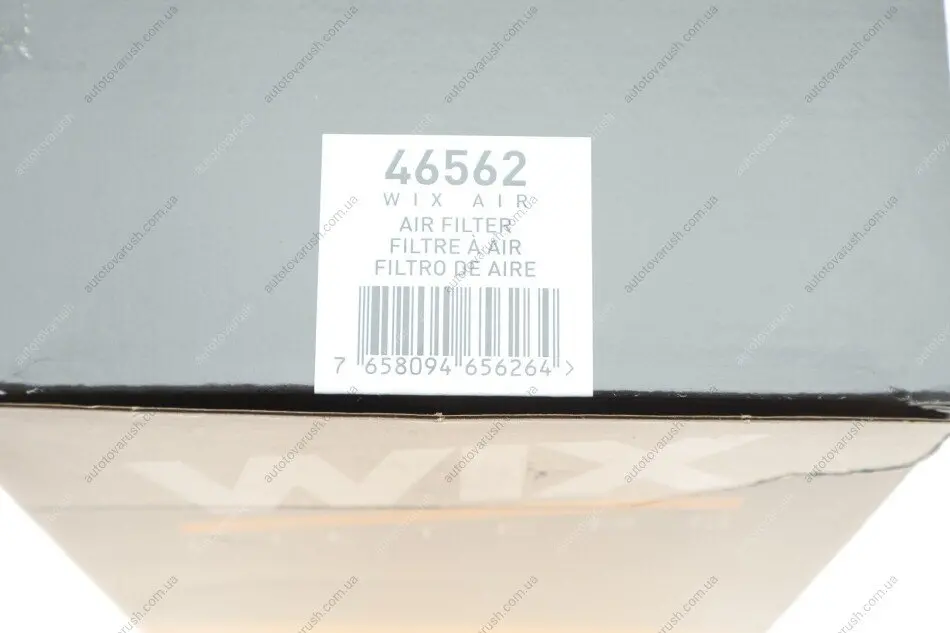 46562
WIX AIR
AIR FILTER
FILTRE À AIR
FILTRO DE AIRE
7 658094 656264 >
WIX
autotovarush.com.ua